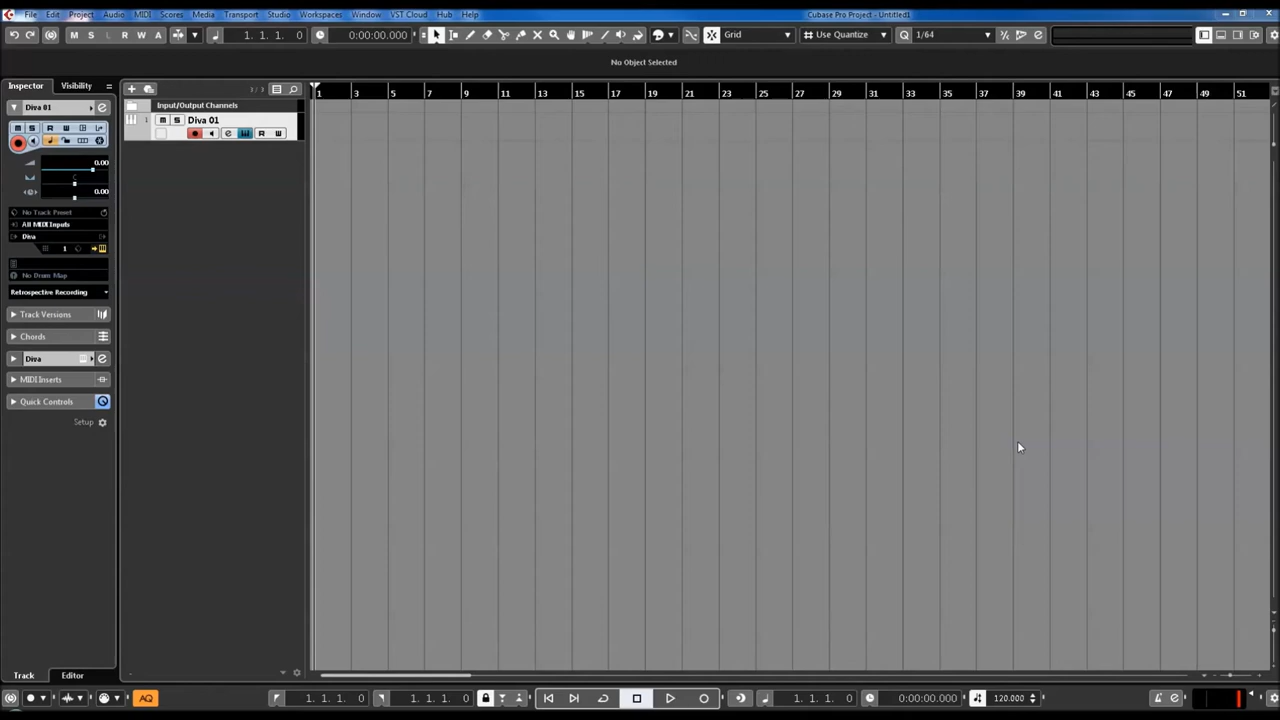 File Edit Project Audio MIDI Scores Media Transport Studio Workspaces Window VST Cloud Hub Help Cubase Pro Project - Untitled1
M S L R W A 1. 1. 1. 0 0:00:00.000 Grid Use Quantize Q 1/64
No Object Selected
Inspector Visibility
1 3 5 7 9 11 13 15 17 19 21 23 25 27 29 31 33 35 37 39 41 43 45 47 49 51
Input/Output Channels
Diva 01
1 m S Diva 01
m S R W
e R W
0.00
C
0.00
No Track Preset
All MIDI Inputs
Diva
1
No Drum Map
Retrospective Recording
Track Versions
Chords
Diva
MIDI Inserts
Quick Controls
Setup
Track Editor
AQ 1. 1. 1. 0 1. 1. 1. 0 1. 1. 1. 0 0:00:00.000 120.000